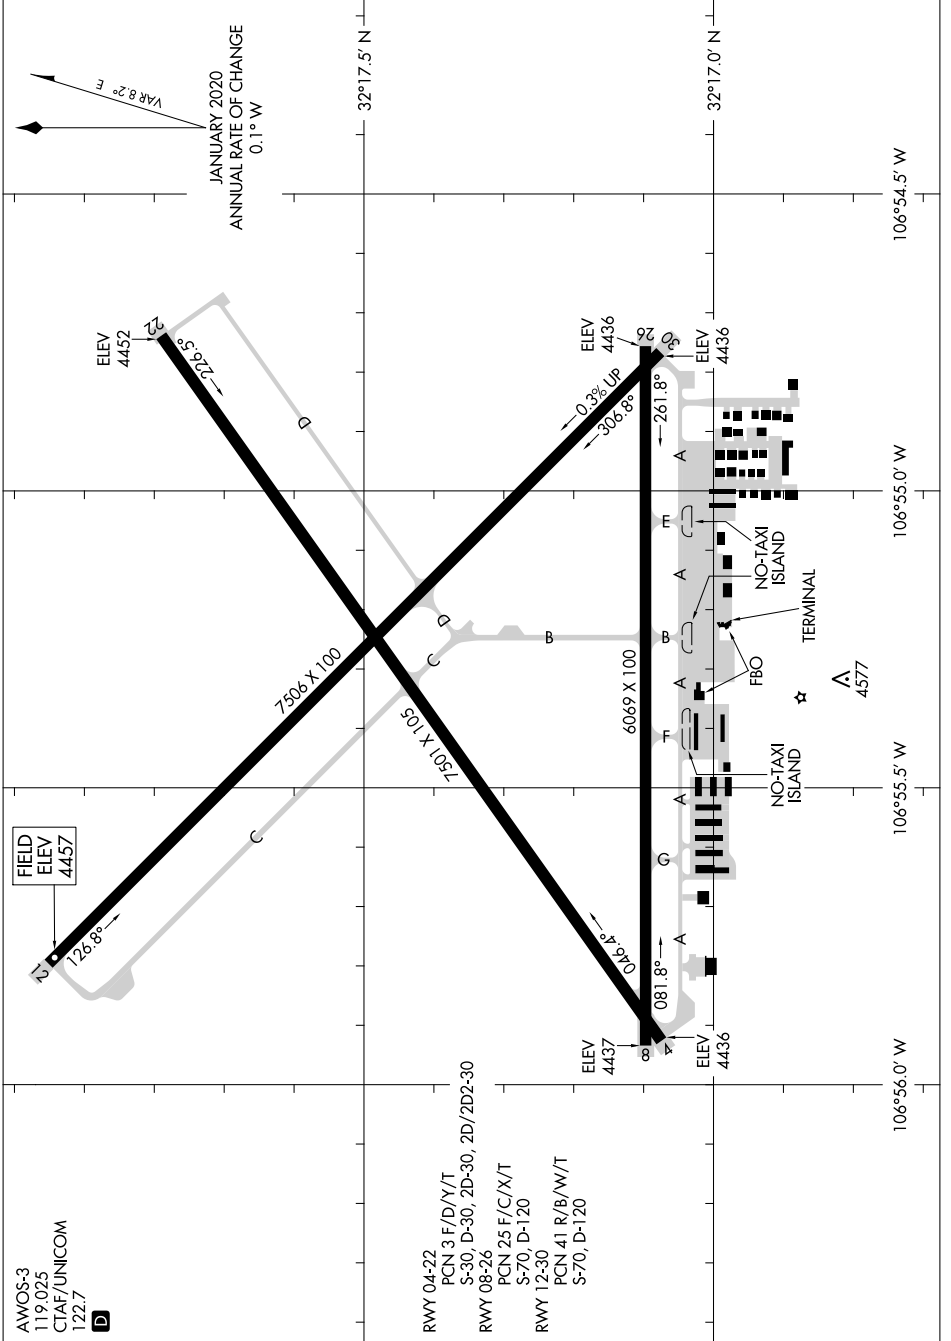 AWOS-3
119.025
CTAF/UNICOM
122.7
D
JANUARY 2020
ANNUAL RATE OF CHANGE
0.1° W
VAR 8.2° E
FIELD
ELEV
4457
12
126.8°
ELEV
4452
22
226.5°
32°17.5' N
D
7506 X 100
C
D
C
7501 X 105
B
0.3% UP
306.8°
ELEV
4436
26
30
ELEV
4436
261.8°
32°17.0' N
6069 X 100
046.4°
081.8°
ELEV
4437
8
4
ELEV
4436
A
E
A
B
A
F
A
G
A
NO-TAXI
ISLAND
TERMINAL
FBO
4577
NO-TAXI
ISLAND
RWY 04-22
PCN 3 F/D/Y/T
S-30, D-30, 2D-30, 2D/2D2-30
RWY 08-26
PCN 25 F/C/X/T
S-70, D-120
RWY 12-30
PCN 41 R/B/W/T
S-70, D-120
106°56.0' W
106°55.5' W
106°55.0' W
106°54.5' W